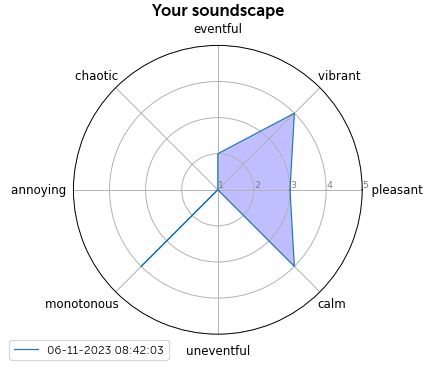 Your soundscape
eventful
chaotic
vibrant
annoying
1
2
3
4
5
pleasant
monotonous
calm
uneventful
06-11-2023 08:42:03